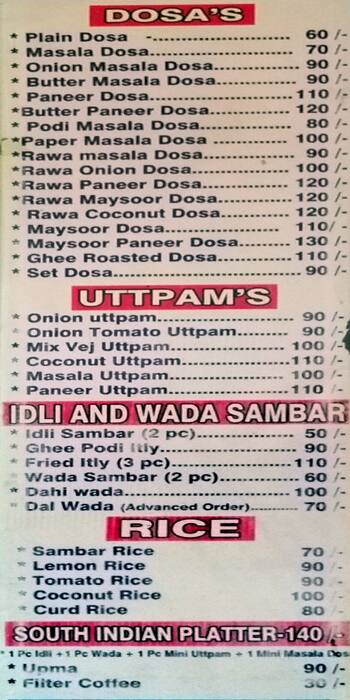 DOSA'S
* Plain Dosa -........................ 60 /-
* Masala Dosa........................ 70 /-
* Onion Masala Dosa............. 90 /-
* Butter Masala Dosa............. 90 /-
* Paneer Dosa........................ 110 /-
*Butter Paneer Dosa............. 120 /-
* Podi Masala Dosa................ 80 /-
*Paper Masala Dosa ............. 100 /-
*Rawa masala Dosa.............. 90 /-
*Rawa Onion Dosa................ 100 /-
*Rawa Paneer Dosa.............. 120 /-
*Rawa Maysoor Dosa........... 120 /-
* Rawa Coconut Dosa........... 120 /-
* Maysoor Dosa..................... 110/ -
* Maysoor Paneer Dosa........ 130 /-
* Ghee Roasted Dosa............ 110 /-
* Set Dosa............................... 90 /-
UTTPAM'S
* Onion uttpam....................... 90 /-
* Onion Tomato Uttpam......... 90 /-
* Mix Vej Uttpam.................... 100 /-
* Coconut Uttpam.................. 110 /-
* Masala Uttpam.................... 100 /-
* Paneer Uttpam.................... 110 /-
IDLI AND WADA SAMBAR
* Idli Sambar (2 pc)................ 50 /-
* Ghee Podi Itly...................... 90 /-
* Fried Itly (3 pc).................... 110 /-
Wada Sambar (2 pc)............. 60 /-
* Dahi wada........................... 100 /-
* Dal Wada (Advanced Order)........ 70 /-
RICE
* Sambar Rice 70 /-
* Lemon Rice 90 -
* Tomato Rice 90 /-
* Coconut Rice 100 /-
* Curd Rice 80 /-
SOUTH INDIAN PLATTER-140 /-
* 1 Pc Idli + 1 Pc Wada + 1 Pc Mini Uttpam + 1 Mini Masala Dos
* Upma 90 /-
* Filter Coffee 30 /-